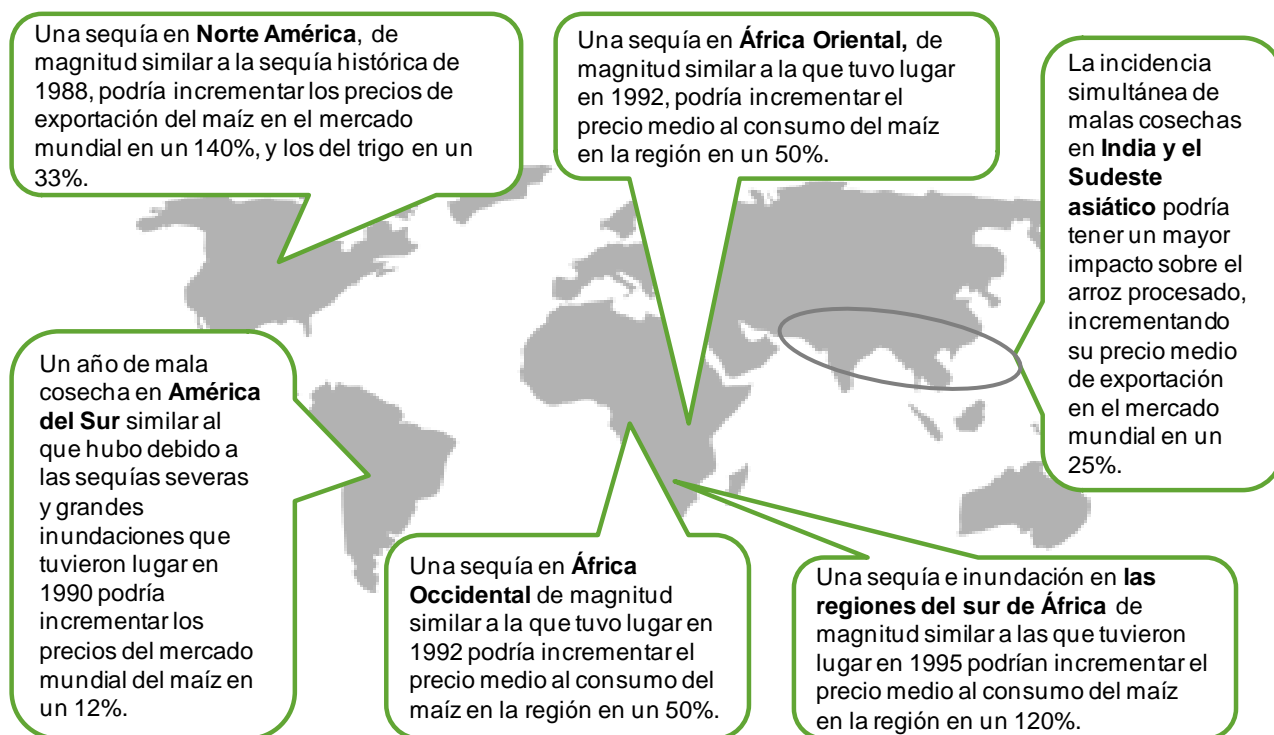 Una sequía en Norte América, de
magnitud similar a la sequía histórica de
1988, podría incrementar los precios de
exportación del maíz en el mercado
mundial en un 140%, y los del trigo en un
33%.
Una sequía en África Oriental, de
magnitud similar a la que tuvo lugar
en 1992, podría incrementar el
precio medio al consumo del maíz
en la región en un 50%.
La incidencia
simultánea de
malas cosechas
en India y el
Sudeste
asiático podría
tener un mayor
impacto sobre el
arroz procesado,
incrementando
su precio medio
de exportación
en el mercado
mundial en un
25%.
Un año de mala
cosecha en América
del Sur similar al
que hubo debido a
las sequías severas
y grandes
inundaciones que
tuvieron lugar en
1990 podría
incrementar los
precios del mercado
mundial del maíz en
un 12%.
Una sequía en África
Occidental de magnitud
similar a la que tuvo lugar en
1992 podría incrementar el
precio medio al consumo del
maíz en la región en un 50%.
Una sequía e inundación en las
regiones del sur de África de
magnitud similar a las que tuvieron
lugar en 1995 podrían incrementar el
precio medio al consumo del maíz
en la región en un 120%.